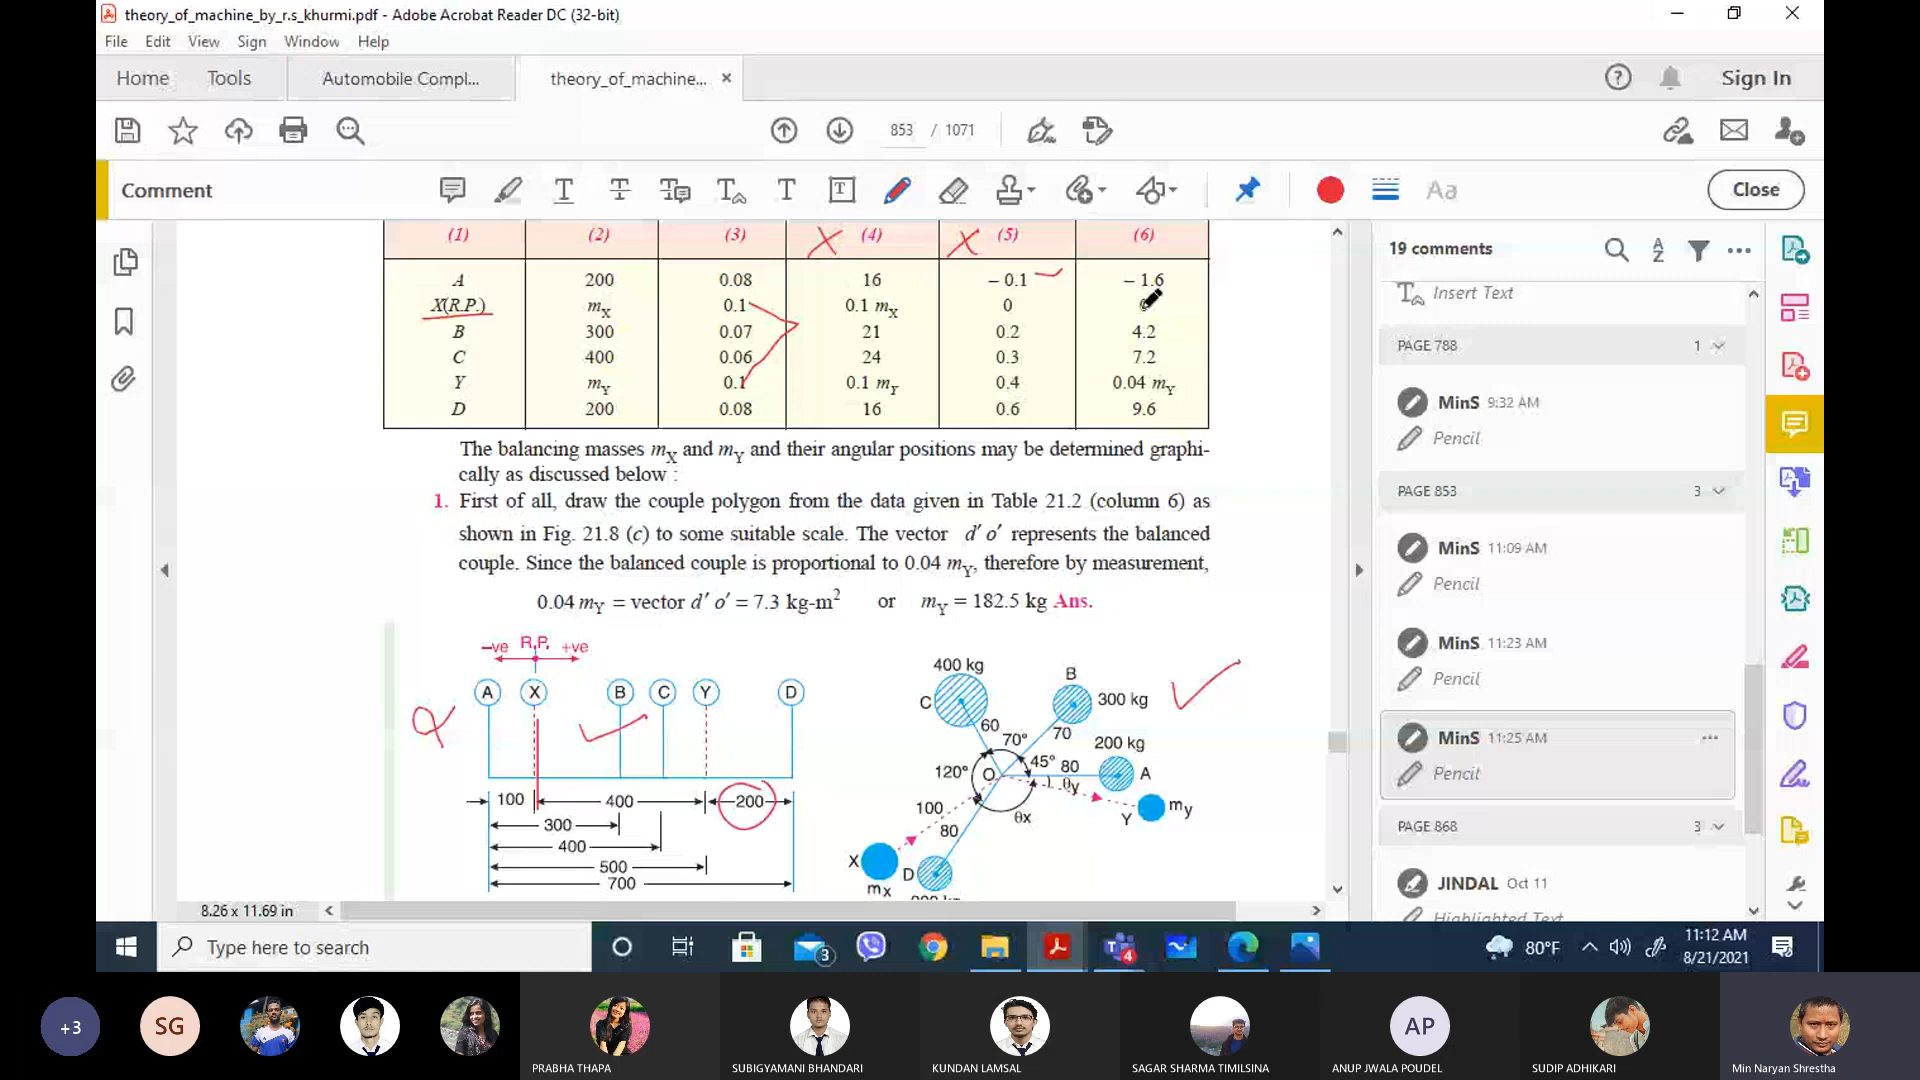 theory_of_machine_by_r.s_khurmi.pdf - Adobe Acrobat Reader DC (32-bit)
File Edit View Sign Window Help
Home Tools Automobile Compl... theory_of_machine... × Sign In
853 / 1071
Comment Aa Close
(1) (2) (3) X (4) X (5) (6)
A 200 0.08 16 – 0.1 – 1.6
X(R.P.) mX 0.1 0.1 mX 0
B 300 0.07 21 0.2 4.2
C 400 0.06 24 0.3 7.2
Y mY 0.1 0.1 mY 0.4 0.04 mY
D 200 0.08 16 0.6 9.6
The balancing masses mX and mY and their angular positions may be determined graphi-
cally as discussed below :
1. First of all, draw the couple polygon from the data given in Table 21.2 (column 6) as
shown in Fig. 21.8 (c) to some suitable scale. The vector d′ o′ represents the balanced
couple. Since the balanced couple is proportional to 0.04 mY, therefore by measurement,
0.04 mY = vector d′ o′ = 7.3 kg-m2 or mY = 182.5 kg Ans.
–ve R.P. +ve
A X B C Y D
100 400 200
300
400
500
700
400 kg
B
C
300 kg
60
70°
70
200 kg
120°
O
45°
80
A
θy
100
80
θx
Y
my
X
D
mx
8.26 x 11.69 in
19 comments
Insert Text
PAGE 788 1
MinS 9:32 AM
Pencil
PAGE 853 3
MinS 11:09 AM
Pencil
MinS 11:23 AM
Pencil
MinS 11:25 AM
Pencil
PAGE 868 3
JINDAL Oct 11
Highlighted Text
Type here to search
3
4
80°F
11:12 AM
8/21/2021
+3 SG AP
PRABHA THAPA SUBIGYAMANI BHANDARI KUNDAN LAMSAL SAGAR SHARMA TIMILSINA ANUP JWALA POUDEL SUDIP ADHIKARI Min Naryan Shrestha